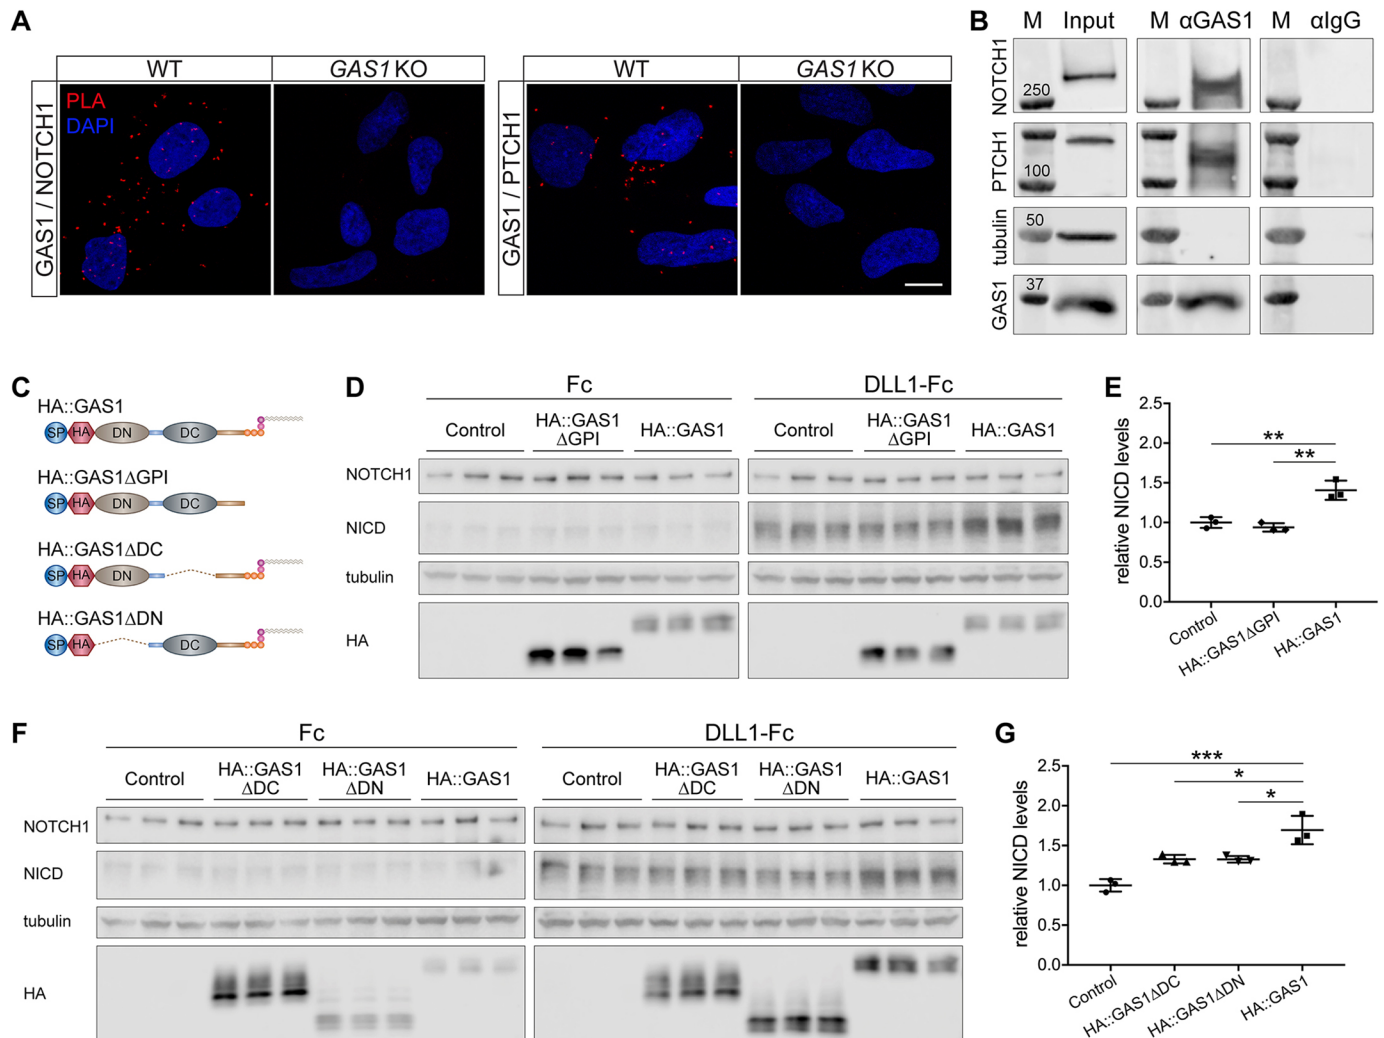 A
WT
GAS1 KO
GAS1 / NOTCH1
PLA
DAPI
WT
GAS1 KO
GAS1 / PTCH1
B
M Input M αGAS1 M αIgG
NOTCH1
250
PTCH1
100
tubulin
50
GAS1
37
C
HA::GAS1
SP HA DN DC
HA::GAS1ΔGPI
SP HA DN DC
HA::GAS1ΔDC
SP HA DN
HA::GAS1ΔDN
SP HA DC
D
Fc DLL1-Fc
Control HA::GAS1 ΔGPI HA::GAS1 Control HA::GAS1 ΔGPI HA::GAS1
NOTCH1
NICD
tubulin
HA
E
relative NICD levels
2.5
2.0
1.5
1.0
0.5
0.0
**
**
Control
HA::GAS1ΔGPI
HA::GAS1
F
Fc DLL1-Fc
Control HA::GAS1 ΔDC HA::GAS1 ΔDN HA::GAS1 Control HA::GAS1 ΔDC HA::GAS1 ΔDN HA::GAS1
NOTCH1
NICD
tubulin
HA
G
relative NICD levels
2.5
2.0
1.5
1.0
0.5
0.0
***
*
*
Control
HA::GAS1ΔDC
HA::GAS1ΔDN
HA::GAS1